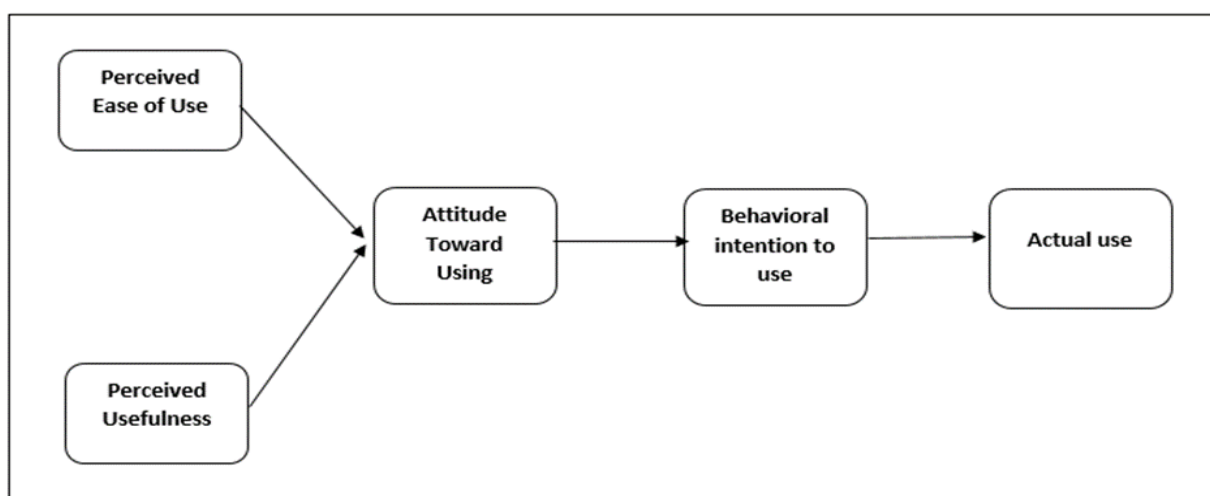 Perceived
Ease of Use
Attitude
Toward
Using
Behavioral
intention to
use
Actual use
Perceived
Usefulness